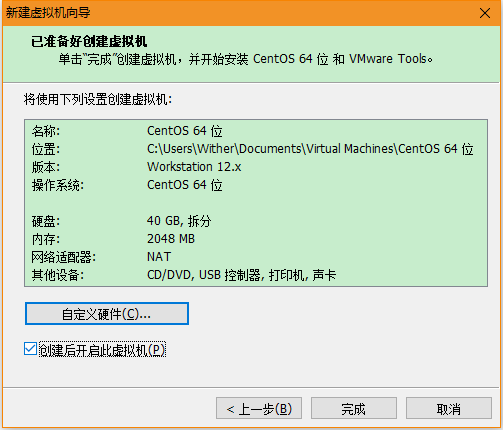 新建虚拟机向导
已准备好创建虚拟机
单击“完成”创建虚拟机，并开始安装 CentOS 64 位 和 VMware Tools。
将使用下列设置创建虚拟机:
名称: CentOS 64 位
位置: C:\Users\Wither\Documents\Virtual Machines\CentOS 64 位
版本: Workstation 12.x
操作系统: CentOS 64 位
硬盘: 40 GB, 拆分
内存: 2048 MB
网络适配器: NAT
其他设备: CD/DVD, USB 控制器, 打印机, 声卡
自定义硬件(C)...
创建后开启此虚拟机(P)
< 上一步(B) 完成 取消